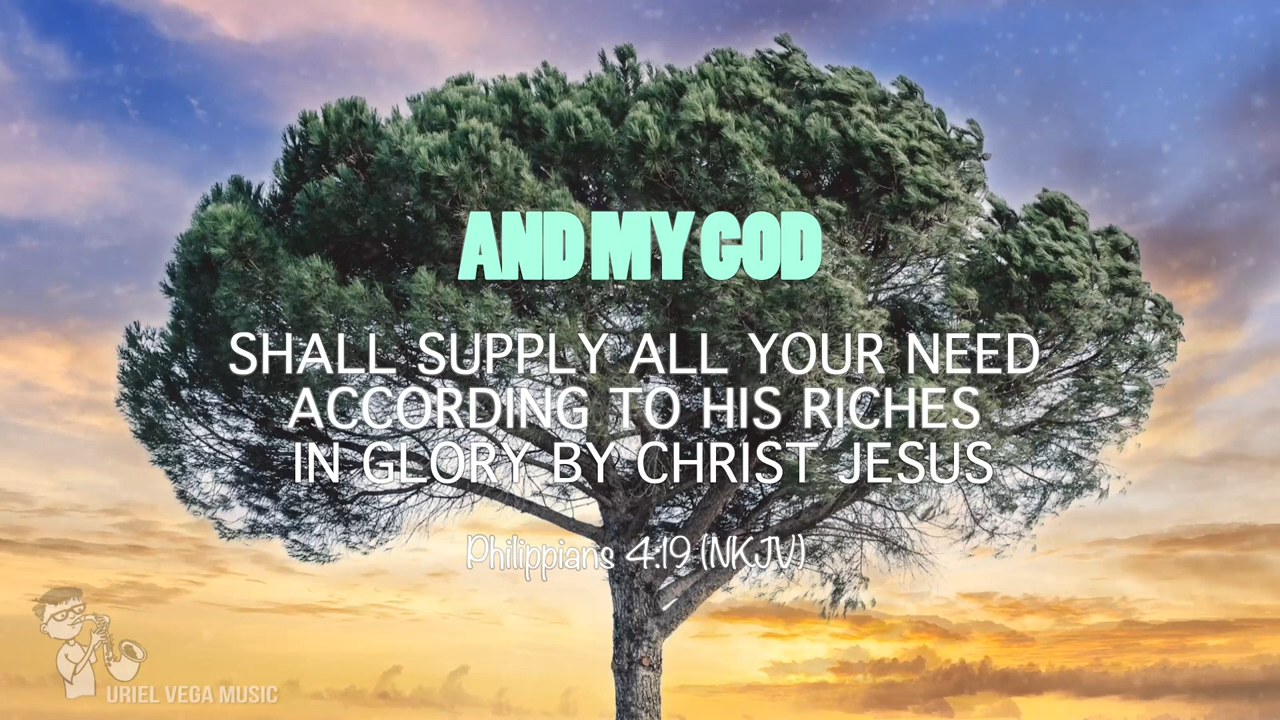 AND MY GOD
SHALL SUPPLY ALL YOUR NEED
ACCORDING TO HIS RICHES
IN GLORY BY CHRIST JESUS
Philippians 4:19 (NKJV)
URIEL VEGA MUSIC